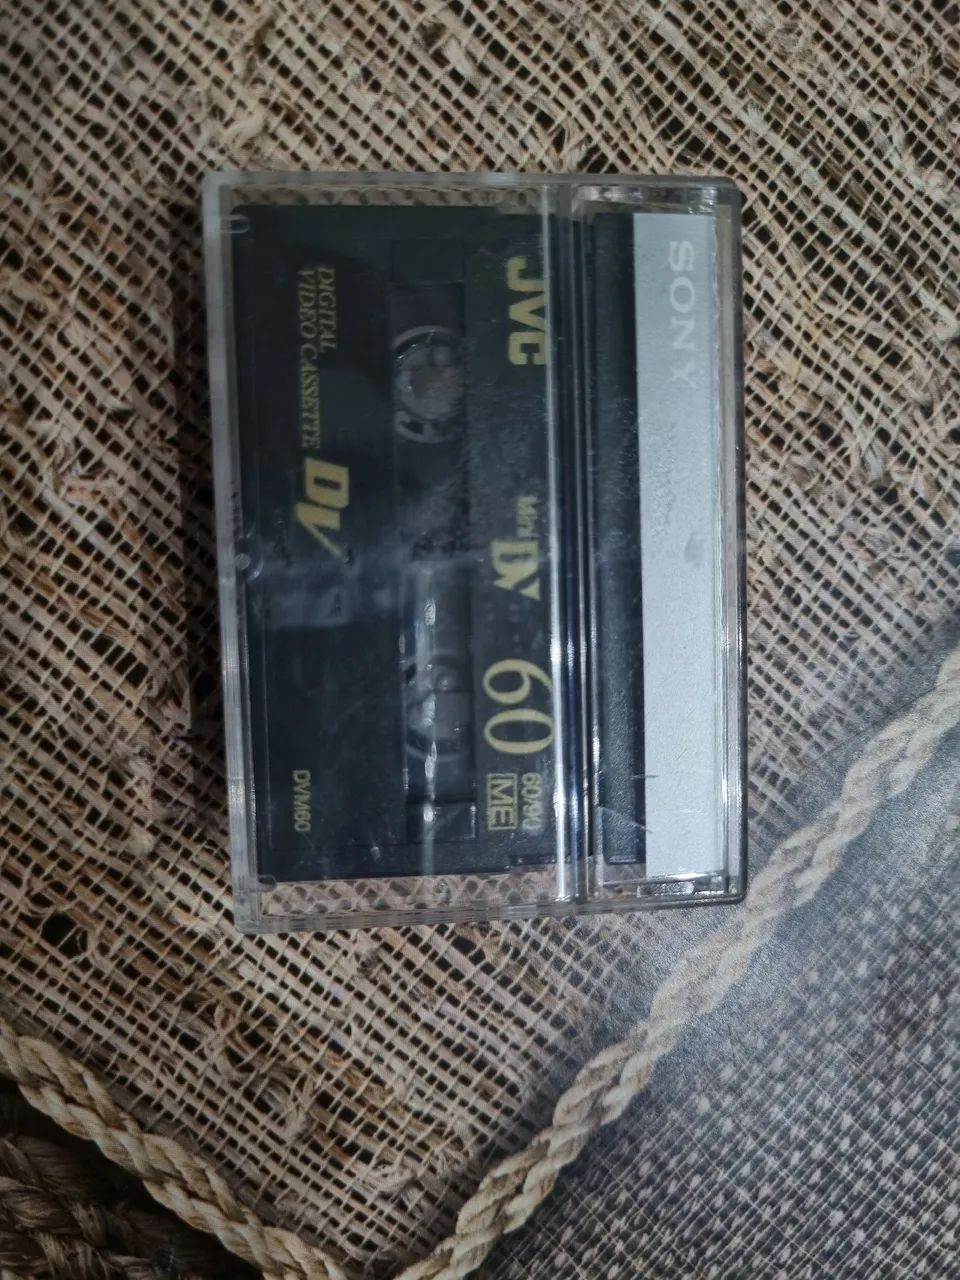 SONY
JVC
Mini DV 60 60/90
ME
DIGITAL
VIDEO CASSETTE DV
DVM60